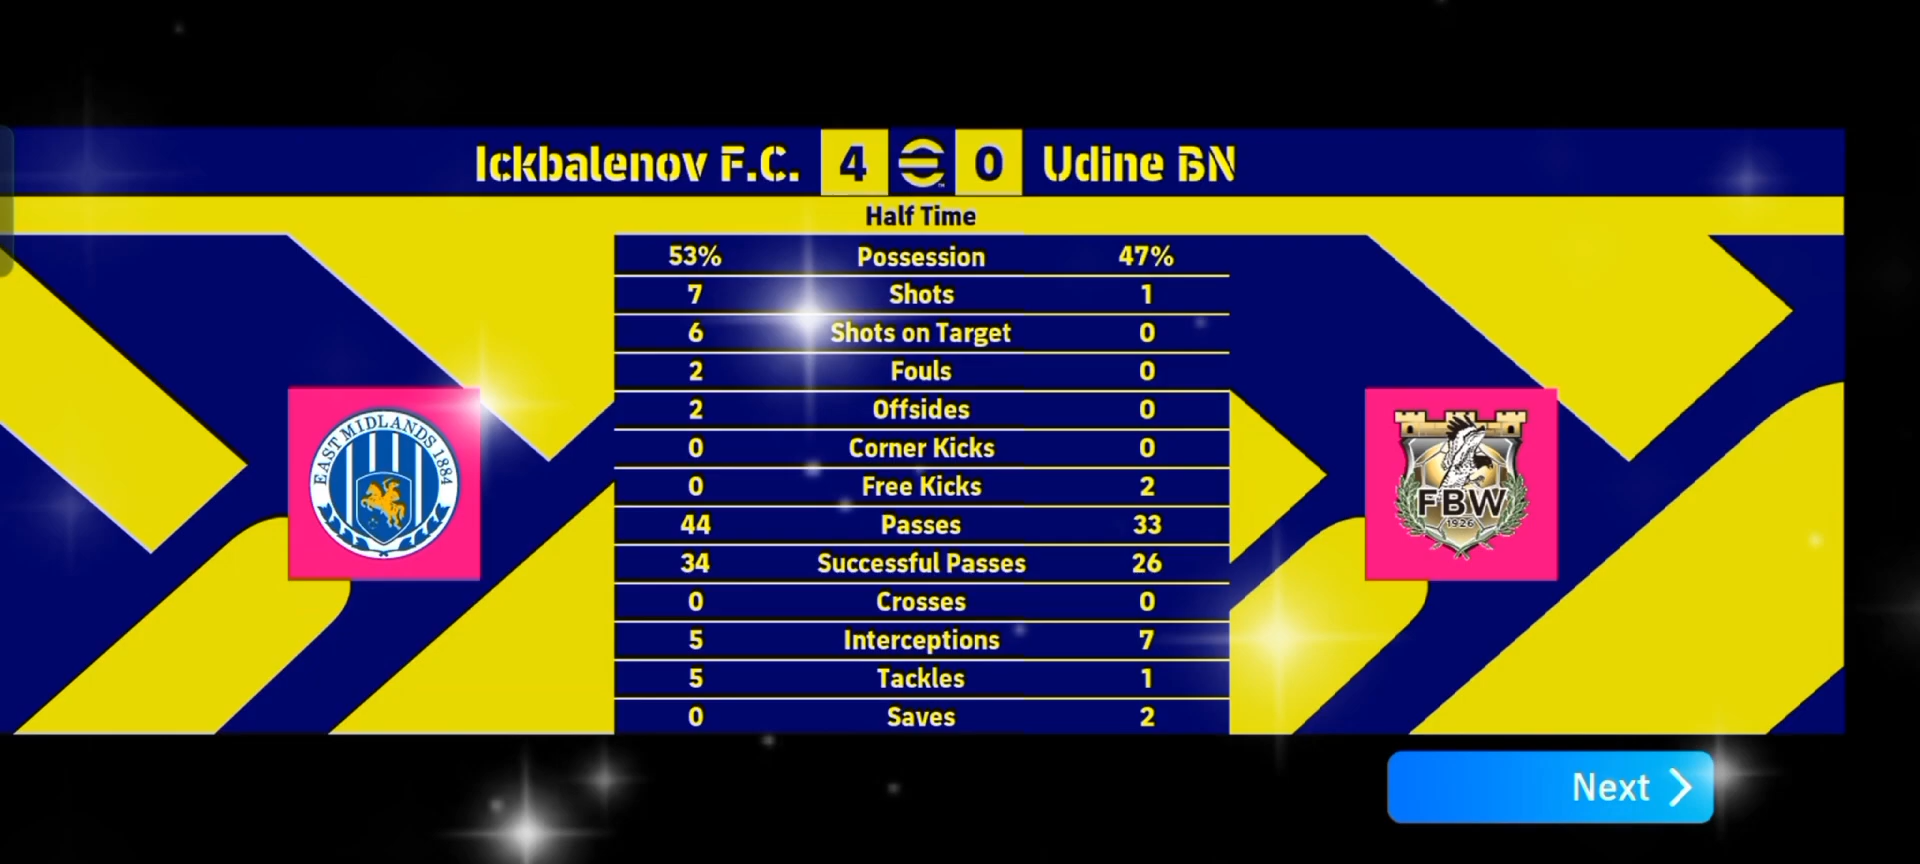 Ickbalenov F.C. 4 0 Udine BN
Half Time
53% Possession 47%
7 Shots 1
6 Shots on Target 0
2 Fouls 0
2 Offsides 0
0 Corner Kicks 0
0 Free Kicks 2
44 Passes 33
34 Successful Passes 26
0 Crosses 0
5 Interceptions 7
5 Tackles 1
0 Saves 2
EAST MIDLANDS 1884
FBW
1926
Next